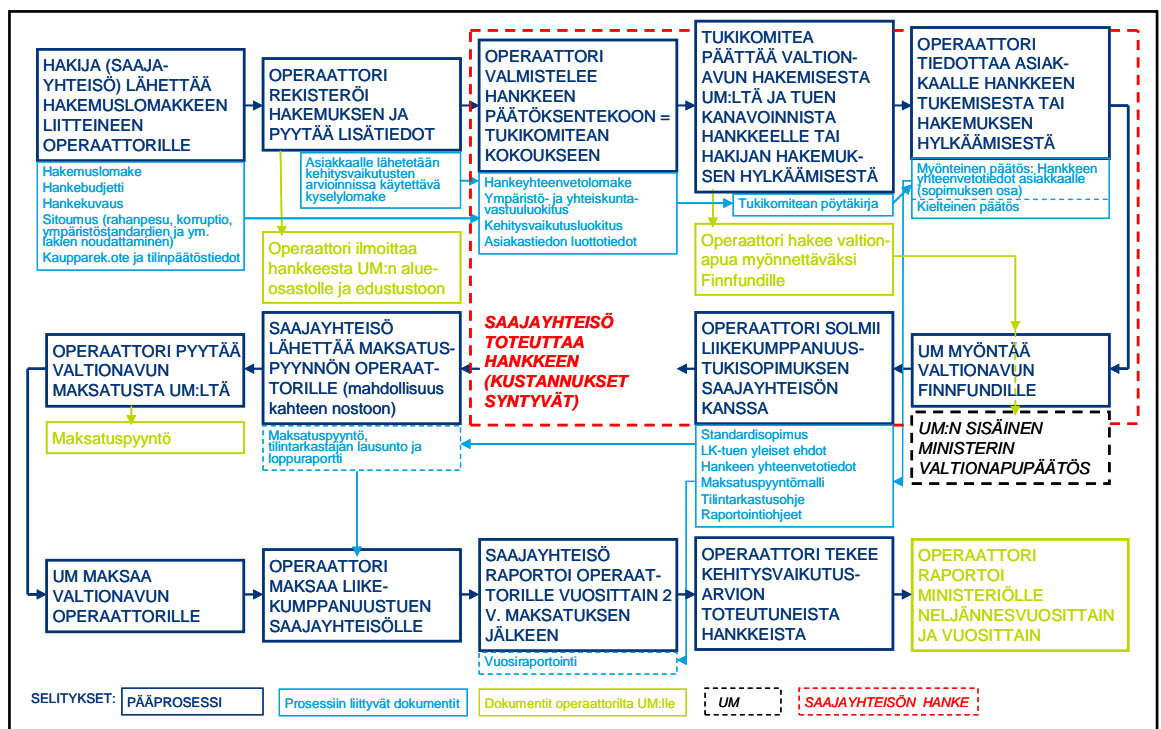 HAKIJA (SAAJA-
YHTEISÖ) LÄHETTÄÄ
HAKEMUSLOMAKKEEN
LIITTEINEEN
OPERAATTORILLE
Hakemuslomake
Hankebudjetti
Hankekuvaus
Sitoumus (rahanpesu, korruptio,
ympäristöstandardien ja ym.
lakien noudattaminen)
Kaupparek.ote ja tilinpäätöstiedot
OPERAATTORI
REKISTERÖI
HAKEMUKSEN JA
PYYTÄÄ LISÄTIEDOT
Asiakkaalle lähetetään
kehitysvaikutusten
arvioinnissa käytettävä
kyselylomake
Operaattori ilmoittaa
hankkeesta UM:n alue-
osastolle ja edustustoon
OPERAATTORI
VALMISTELEE
HANKKEEN
PÄÄTÖKSENTEKOON =
TUKIKOMITEAN
KOKOUKSEEN
Hankeyhteenvetolomake
Ympäristö- ja yhteiskunta-
vastuuluokitus
Kehitysvaikutusluokitus
Asiakastiedon luottotiedot
TUKIKOMITEA
PÄÄTTÄÄ VALTION-
AVUN HAKEMISESTA
UM:LTÄ JA TUEN
KANAVOINNISTA
HANKKEELLE TAI
HAKIJAN HAKEMUK-
SEN HYLKÄÄMISESTÄ
Tukikomitean pöytäkirja
Operaattori hakee valtion-
apua myönnettäväksi
Finnfundille
OPERAATTORI
TIEDOTTAA ASIAK-
KAALLE HANKKEEN
TUKEMISESTA TAI
HAKEMUKSEN
HYLKÄÄMISESTÄ
Myönteinen päätös: Hankkeen
yhteenvetotiedot asiakkaalle
(sopimuksen osa)
Kielteinen päätös
OPERAATTORI PYYTÄÄ
VALTIONAVUN
MAKSATUSTA UM:LTÄ
Maksatuspyyntö
SAAJAYHTEISÖ
LÄHETTÄÄ MAKSATUS-
PYYNNÖN OPERAAT-
TORILLE (mahdollisuus
kahteen nostoon)
Maksatuspyyntö,
tilintarkastajan lausunto ja
loppuraportti
SAAJAYHTEISÖ
TOTEUTTAA
HANKKEEN
(KUSTANNUKSET
SYNTYVÄT)
OPERAATTORI SOLMII
LIIKEKUMPPANUUS-
TUKISOPIMUKSEN
SAAJAYHTEISÖN
KANSSA
Standardisopimus
LK-tuen yleiset ehdot
Hankeen yhteenvetotiedot
Maksatuspyyntömalli
Tilintarkastusohje
Raportointiohjeet
UM MYÖNTÄÄ
VALTIONAVUN
FINNFUNDILLE
UM:N SISÄINEN
MINISTERIN
VALTIONAPUPÄÄTÖS
UM MAKSAA
VALTIONAVUN
OPERAATTORILLE
OPERAATTORI
MAKSAA LIIKE-
KUMPPANUUSTUEN
SAAJAYHTEISÖLLE
SAAJAYHTEISÖ
RAPORTOI OPERAAT-
TORILLE VUOSITTAIN 2
V. MAKSATUKSEN
JÄLKEEN
Vuosiraportointi
OPERAATTORI TEKEE
KEHITYSVAIKUTUS-
ARVION
TOTEUTUNEISTA
HANKKEISTA
OPERAATTORI
RAPORTOI
MINISTERIÖLLE
NELJÄNNESVUOSITTAIN
JA VUOSITTAIN
SELITYKSET:
PÄÄPROSESSI
Prosessiin liittyvät dokumentit
Dokumentit operaattorilta UM:lle
UM
SAAJAYHTEISÖN HANKE